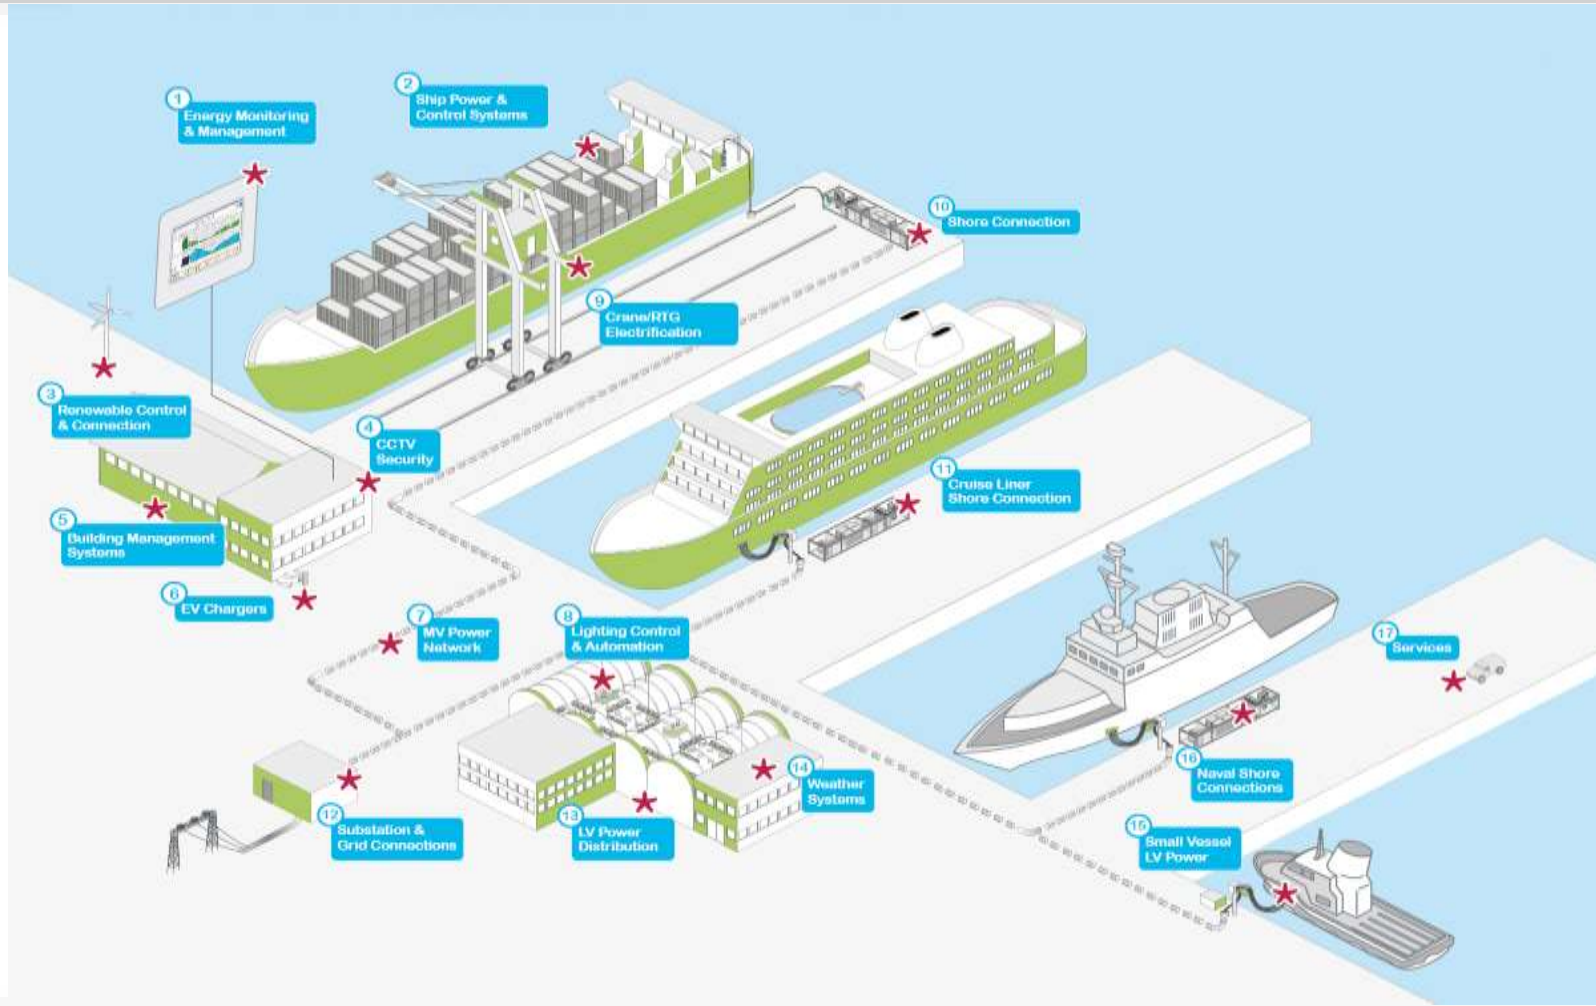 1
Energy Monitoring
& Management
2
Ship Power &
Control Systems
3
Renewable Control
& Connection
4
CCTV
Security
5
Building Management
Systems
6
EV Chargers
7
MV Power
Network
8
Lighting Control
& Automation
9
Crane/RTG
Electrification
10
Shore Connection
11
Cruise Liner
Shore Connection
12
Substation &
Grid Connections
13
LV Power
Distribution
14
Weather
Systems
15
Small Vessel
LV Power
16
Naval Shore
Connections
17
Services